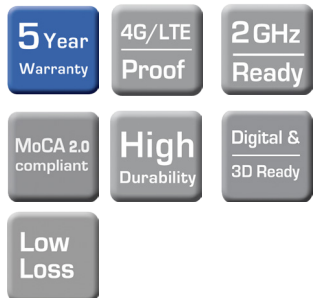 5 Year
Warranty
4G/LTE
Proof
2 GHz
Ready
MoCA 2.0
compliant
High
Durability
Digital &
3D Ready
Low
Loss